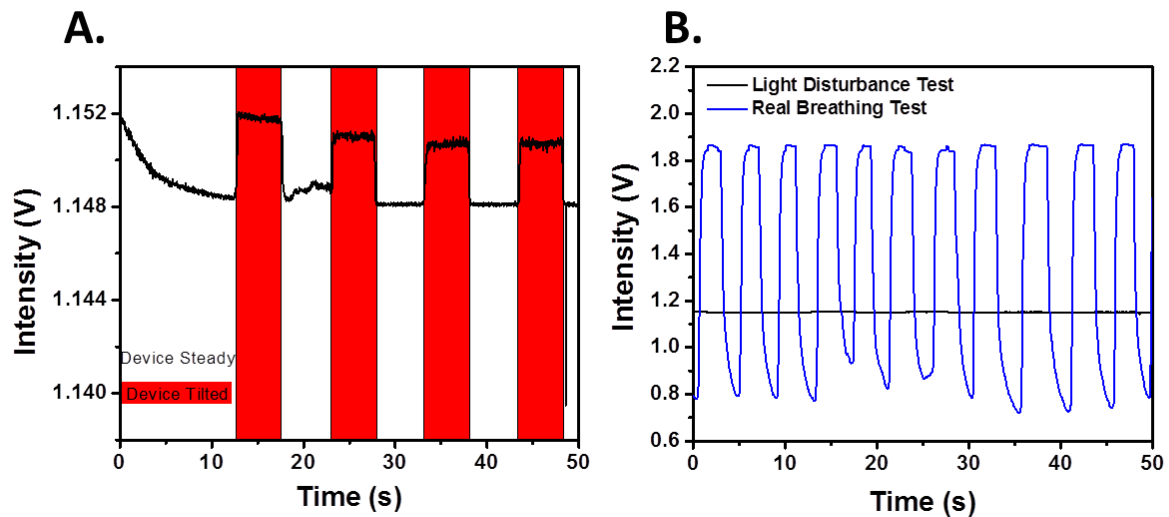 A.
B.
1.152
1.148
1.144
1.140
Intensity (V)
Device Steady
Device Tilted
0
10
20
30
40
50
Time (s)
2.2
2.0
1.8
1.6
1.4
1.2
1.0
0.8
0.6
Intensity (V)
Light Disturbance Test
Real Breathing Test
0
10
20
30
40
50
Time (s)